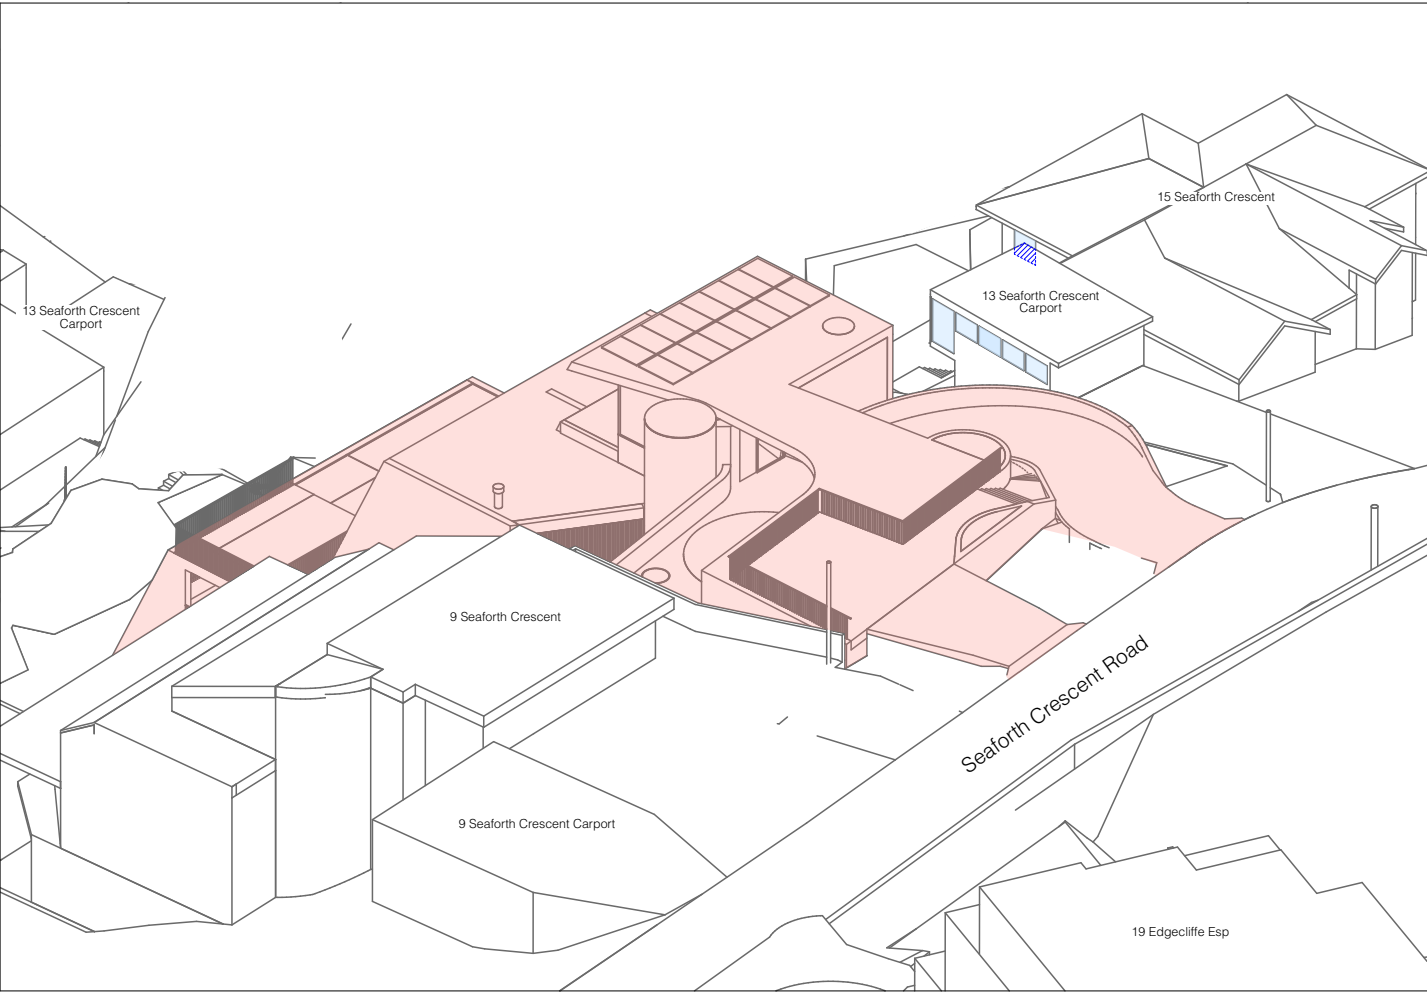 15 Seaforth Crescent
13 Seaforth Crescent
Carport
13 Seaforth Crescent
Carport
9 Seaforth Crescent
Seaforth Crescent Road
9 Seaforth Crescent Carport
19 Edgecliffe Esp